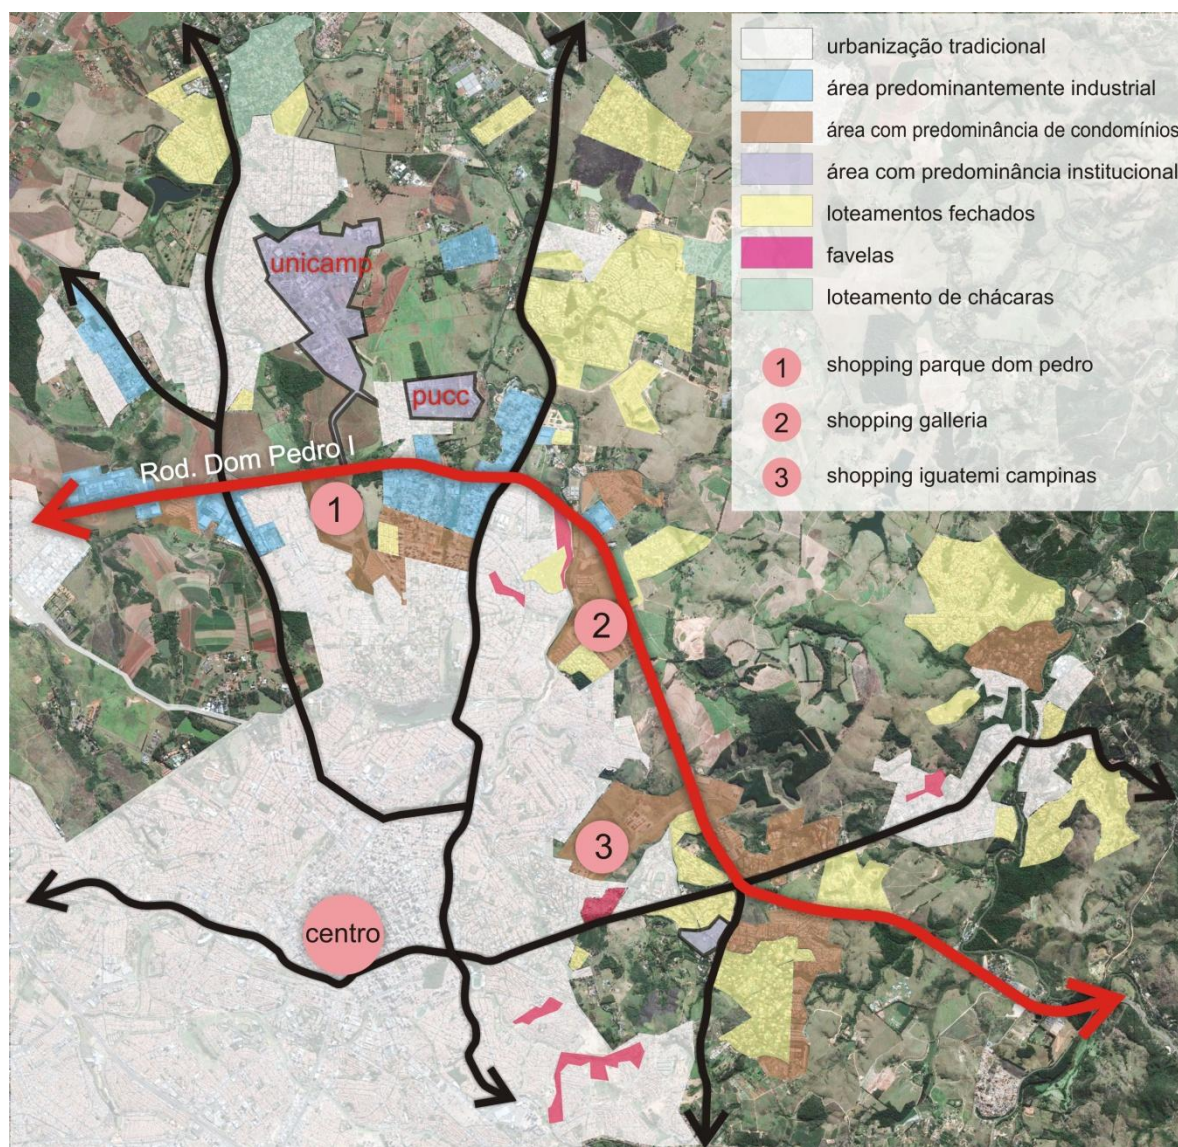 urbanização tradicional
área predominantemente industrial
área com predominância de condomínios
área com predominância institucional
loteamentos fechados
favelas
loteamento de chácaras
1 shopping parque dom pedro
2 shopping galleria
3 shopping iguatemi campinas
unicamp
pucc
Rod. Dom Pedro I
1
2
3
centro